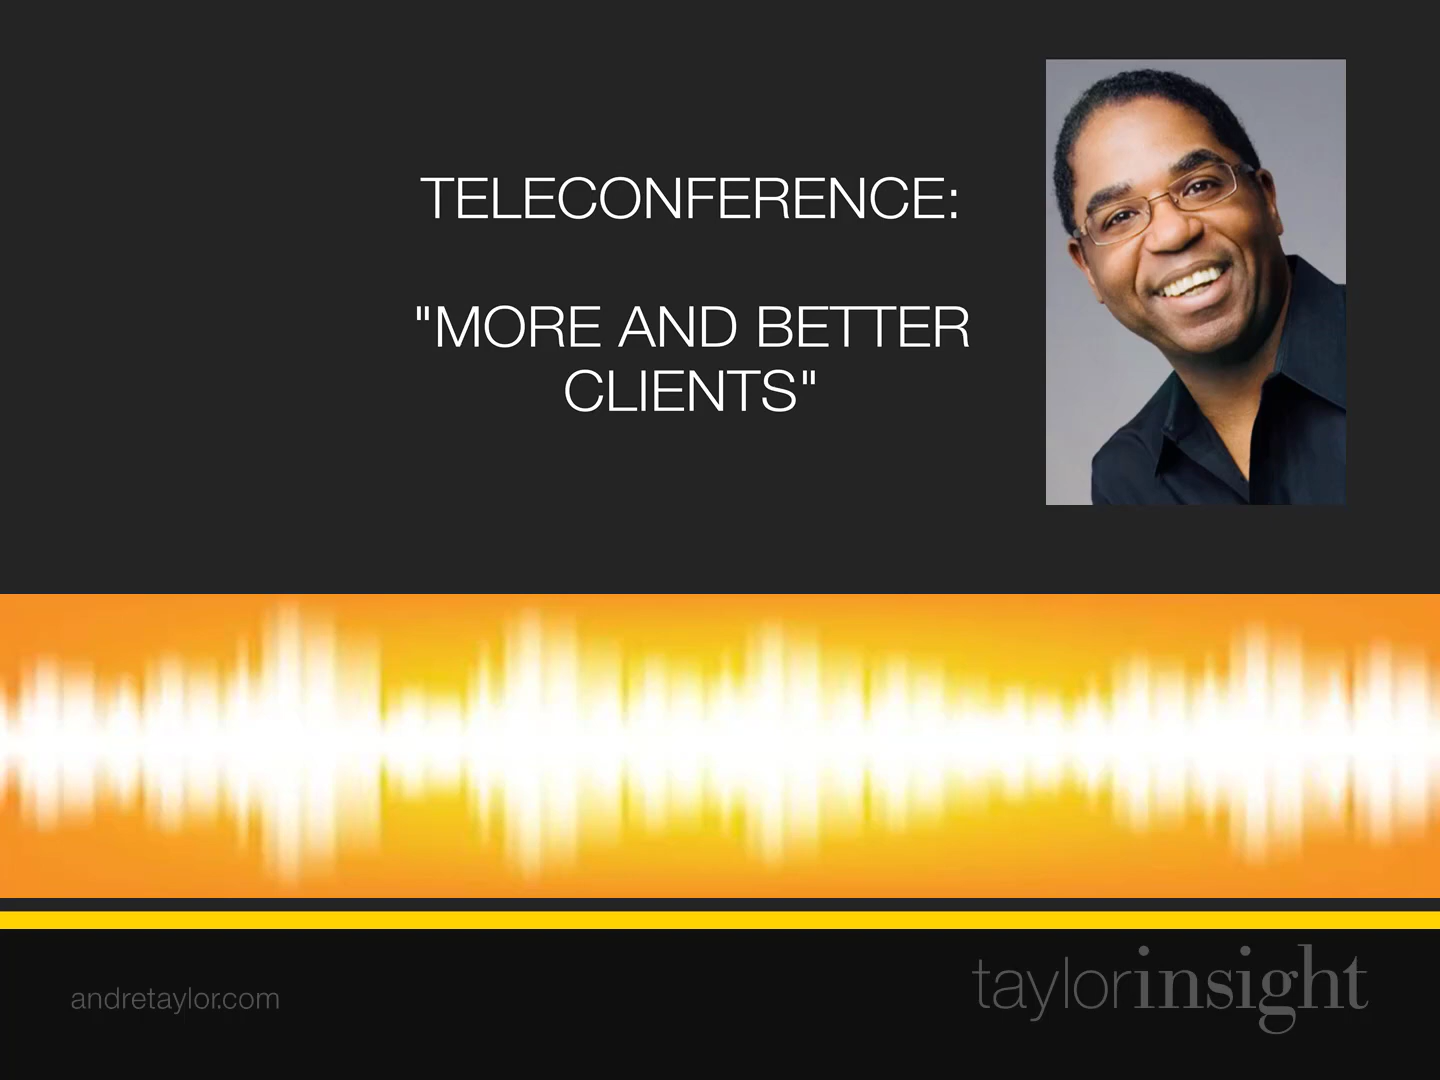 TELECONFERENCE:
"MORE AND BETTER
CLIENTS"
andretaylor.com
taylorinsight